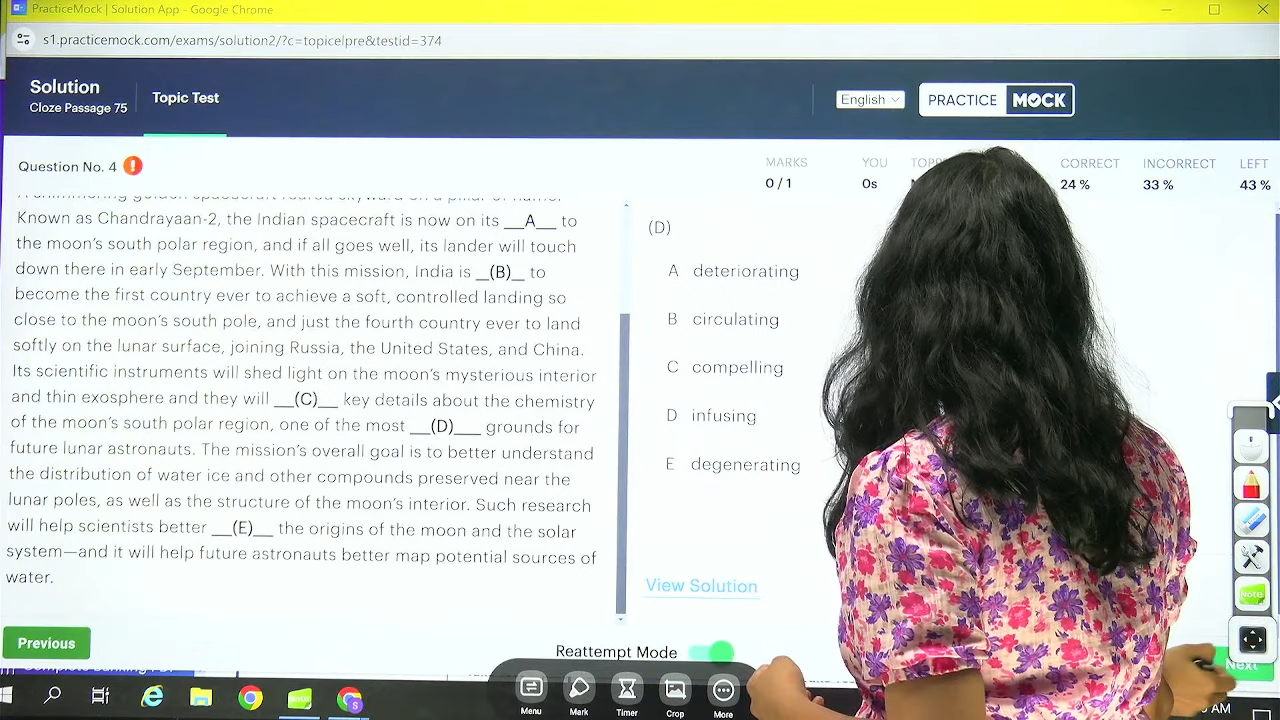 PracticeMock | Solution App - Google Chrome
s1.practicemock.com/exams/solution2/?c=topicelpre&testid=374
Solution
Cloze Passage 75
Topic Test
English
PRACTICE MOCK
Question No. 4
MARKS
0 / 1
YOU
0s
CORRECT
24 %
INCORRECT
33 %
LEFT
43 %
Known as Chandrayaan-2, the Indian spacecraft is now on its __A__ to
the moon's south polar region, and if all goes well, its lander will touch
down there in early September. With this mission, India is _(B)_ to
become the first country ever to achieve a soft, controlled landing so
close to the moon's south pole, and just the fourth country ever to land
softly on the lunar surface, joining Russia, the United States, and China.
Its scientific instruments will shed light on the moon's mysterious interior
and thin exosphere and they will __(C)__ key details about the chemistry
of the moon's south polar region, one of the most __(D)___ grounds for
future lunar astronauts. The mission's overall goal is to better understand
the distribution of water ice and other compounds preserved near the
lunar poles, as well as the structure of the moon's interior. Such research
will help scientists better __(E)__ the origins of the moon and the solar
system—and it will help future astronauts better map potential sources of
water.
(D)
A deteriorating
B circulating
C compelling
D infusing
E degenerating
View Solution
Previous
Reattempt Mode
Next
Menu
Mark
Timer
Crop
More
Note
AM